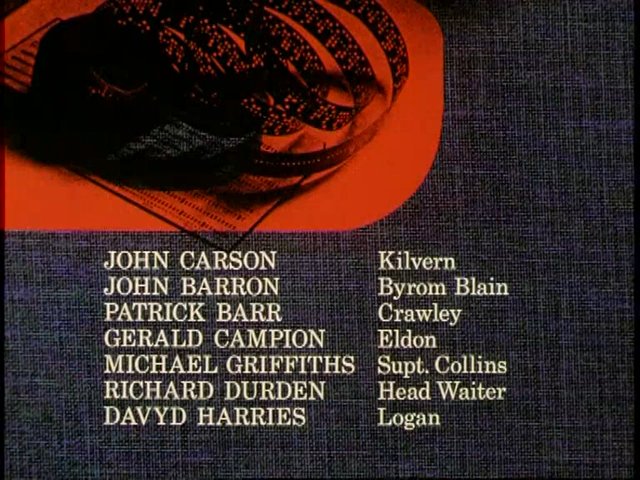 JOHN CARSON Kilvern
JOHN BARRON Byrom Blain
PATRICK BARR Crawley
GERALD CAMPION Eldon
MICHAEL GRIFFITHS Supt. Collins
RICHARD DURDEN Head Waiter
DAVYD HARRIES Logan